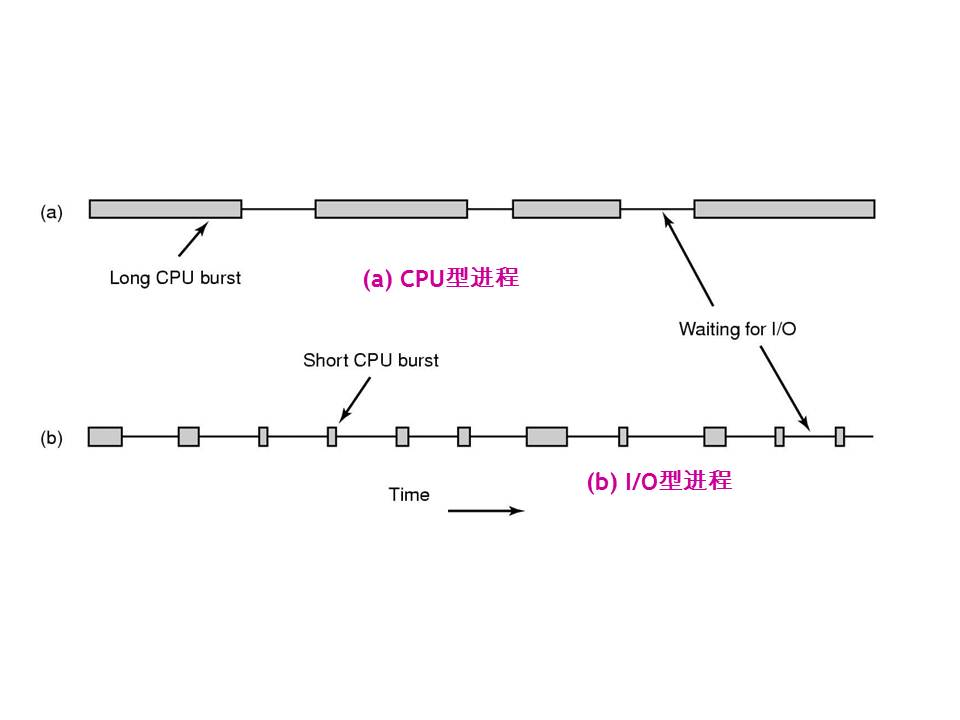 (a)
Long CPU burst
(a) CPU型进程
Waiting for I/O
Short CPU burst
(b)
(b) I/O型进程
Time